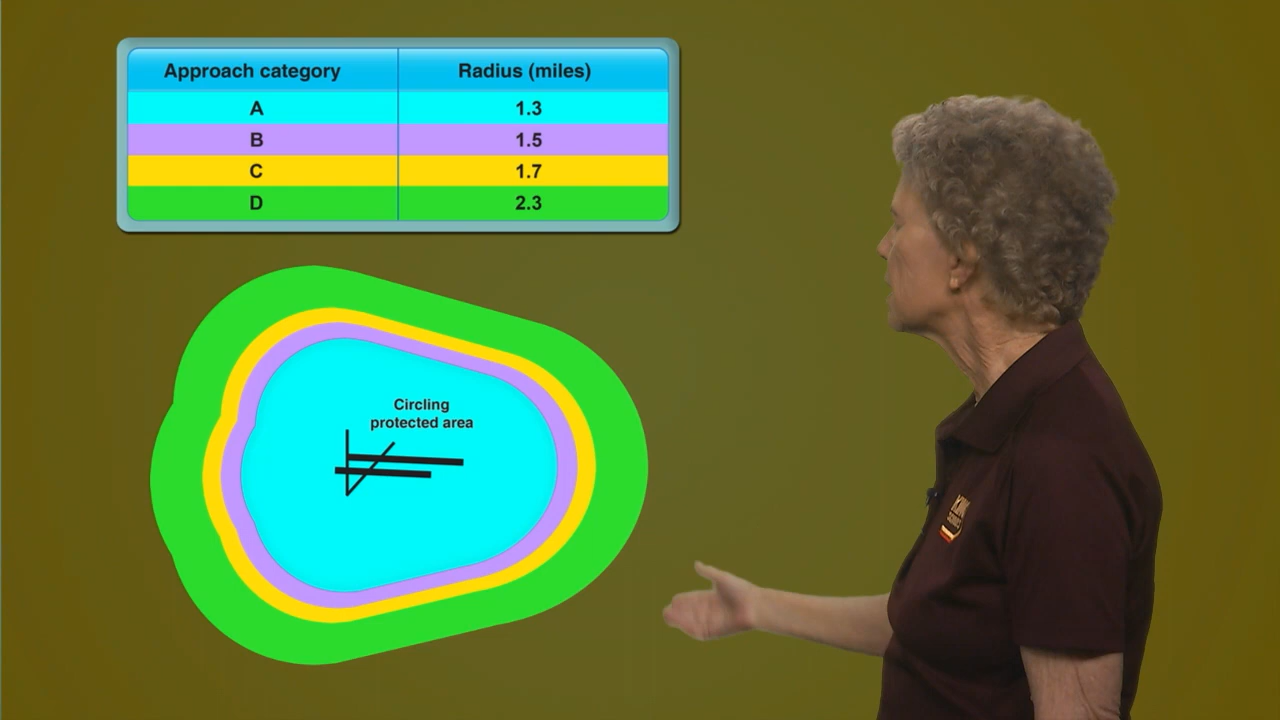 Approach category Radius (miles)
A 1.3
B 1.5
C 1.7
D 2.3
Circling
protected area